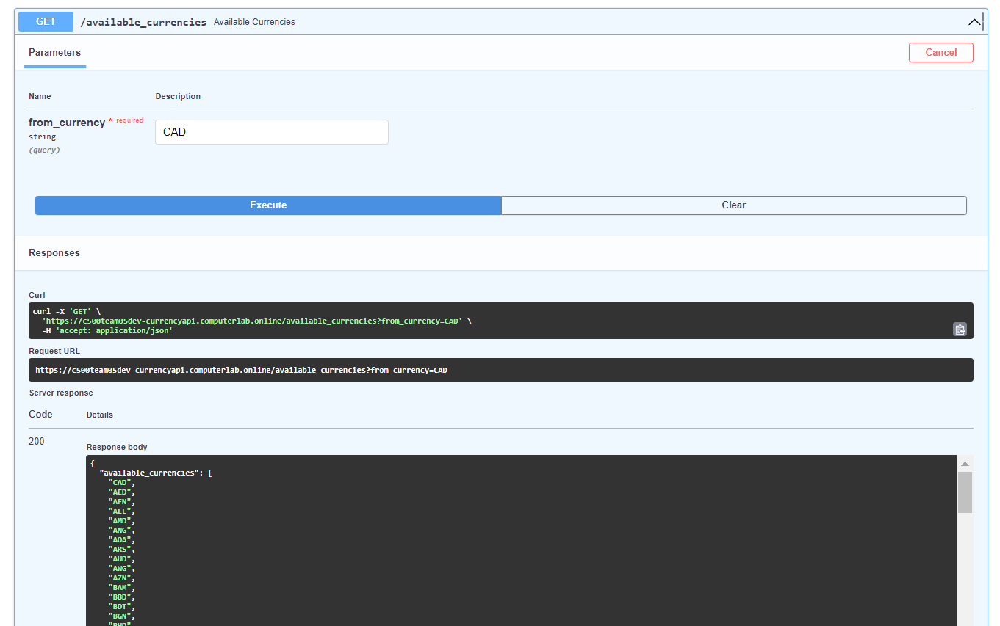 GET /available_currencies Available Currencies
Parameters Cancel
Name Description
from_currency * required CAD
string
(query)
Execute Clear
Responses
Curl
curl -X 'GET' \
  'https://c500team05dev-currencyapi.computerlab.online/available_currencies?from_currency=CAD' \
  -H 'accept: application/json'
Request URL
https://c500team05dev-currencyapi.computerlab.online/available_currencies?from_currency=CAD
Server response
Code Details
200
Response body
{
  "available_currencies": [
    "CAD",
    "AED",
    "AFN",
    "ALL",
    "AMD",
    "ANG",
    "AOA",
    "ARS",
    "AUD",
    "AWG",
    "AZN",
    "BAM",
    "BBD",
    "BDT",
    "BGN",
    "BHD",